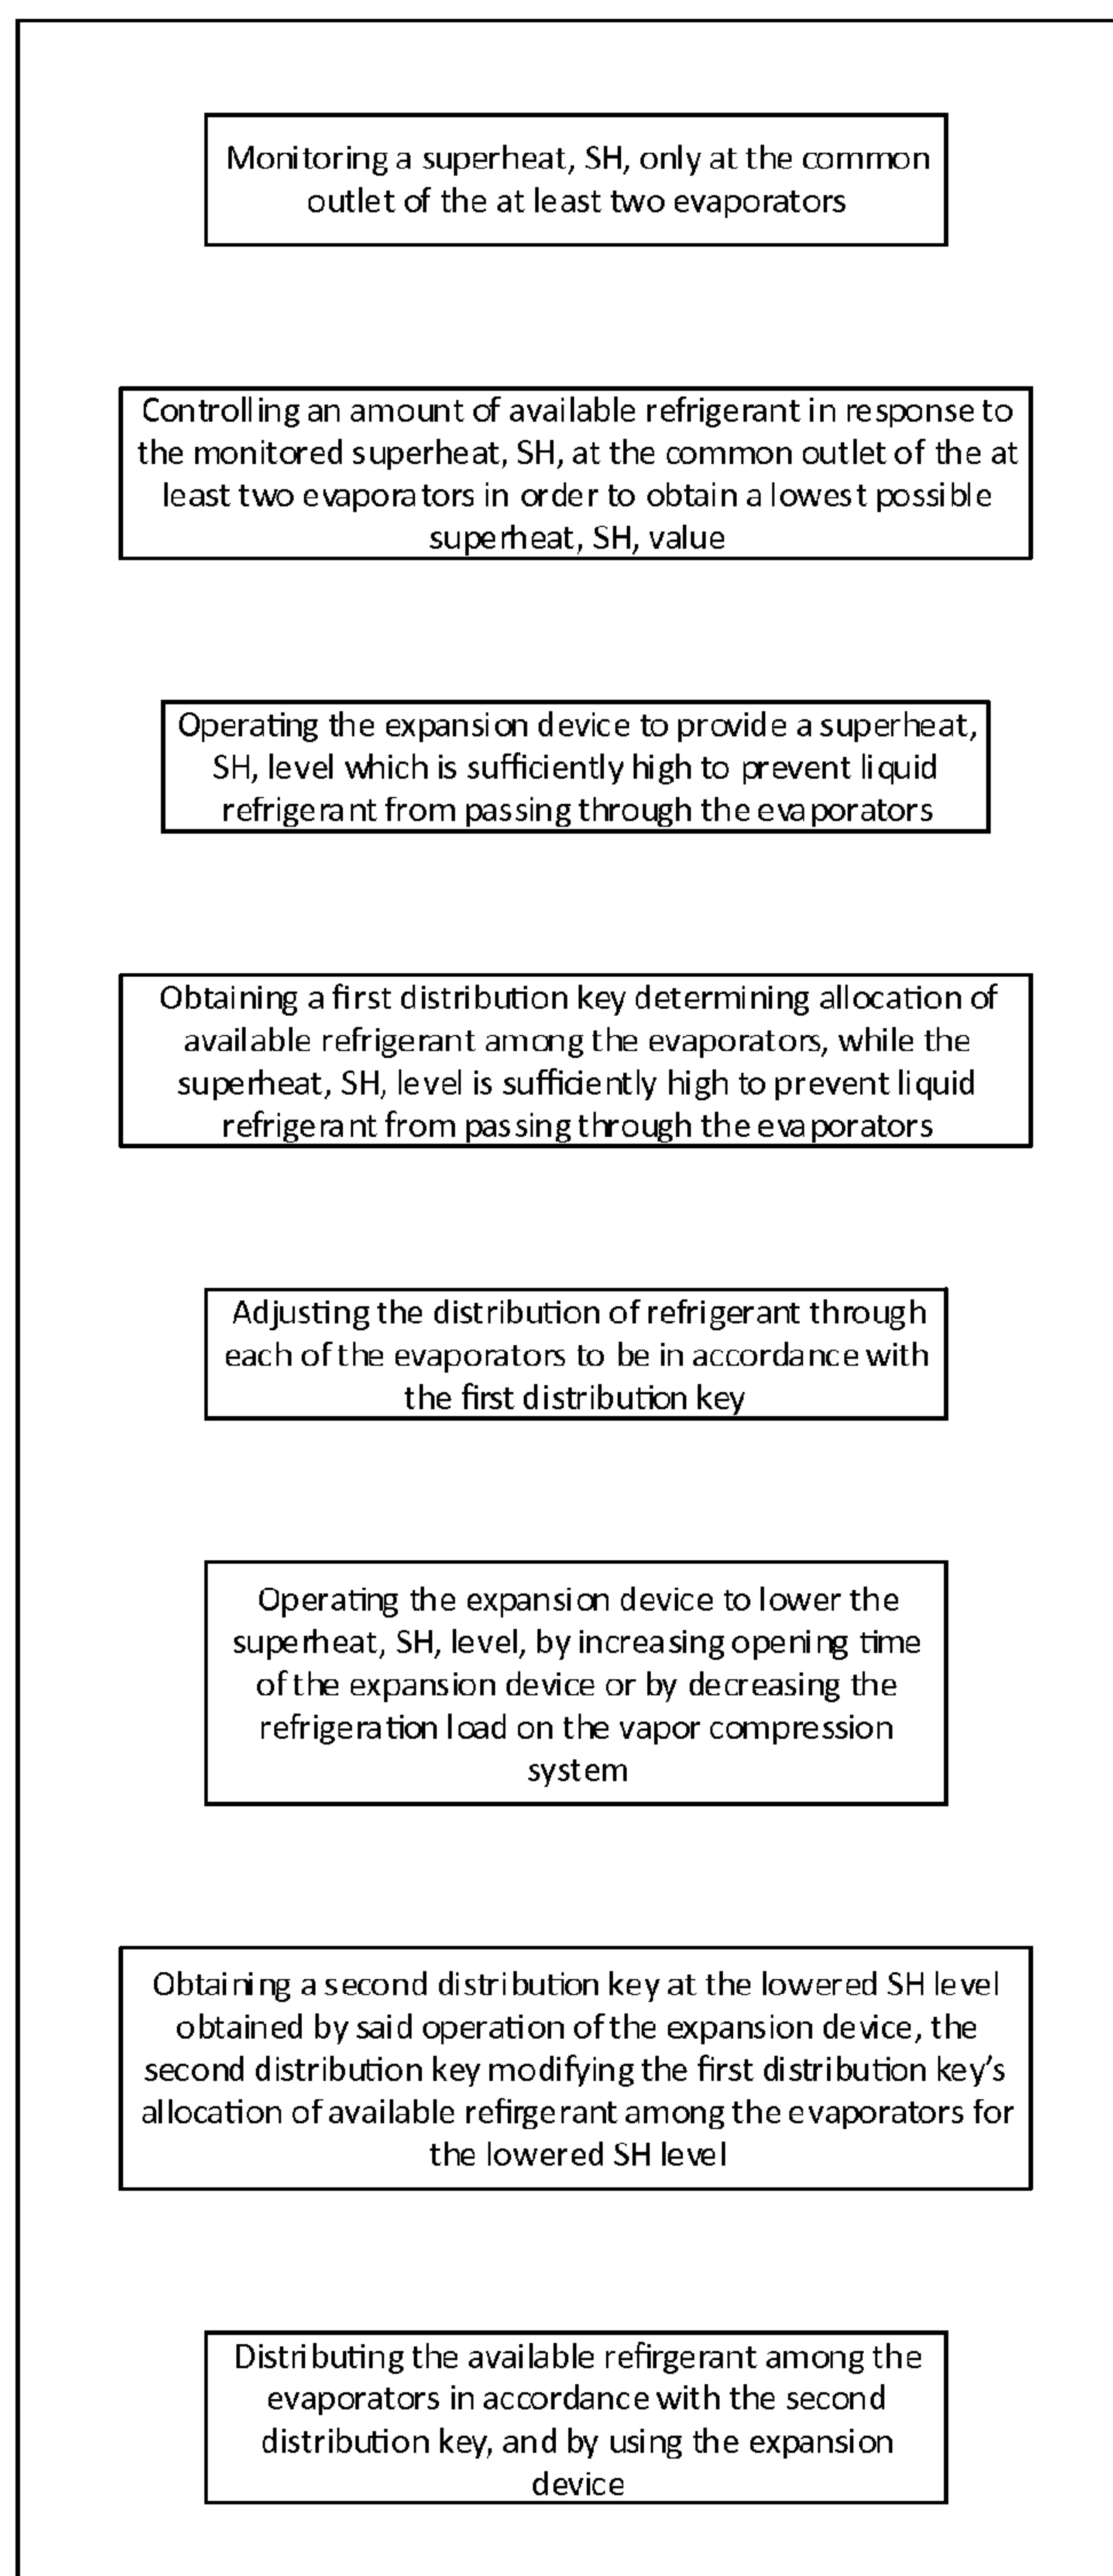 Monitoring a superheat, SH, only at the common
outlet of the at least two evaporators
Controlling an amount of available refrigerant in response to
the monitored superheat, SH, at the common outlet of the at
least two evaporators in order to obtain a lowest possible
superheat, SH, value
Operating the expansion device to provide a superheat,
SH, level which is sufficiently high to prevent liquid
refrigerant from passing through the evaporators
Obtaining a first distribution key determining allocation of
available refrigerant among the evaporators, while the
superheat, SH, level is sufficiently high to prevent liquid
refrigerant from passing through the evaporators
Adjusting the distribution of refrigerant through
each of the evaporators to be in accordance with
the first distribution key
Operating the expansion device to lower the
superheat, SH, level, by increasing opening time
of the expansion device or by decreasing the
refrigeration load on the vapor compression
system
Obtaining a second distribution key at the lowered SH level
obtained by said operation of the expansion device, the
second distribution key modifying the first distribution key’s
allocation of available refirgerant among the evaporators for
the lowered SH level
Distributing the available refirgerant among the
evaporators in accordance with the second
distribution key, and by using the expansion
device